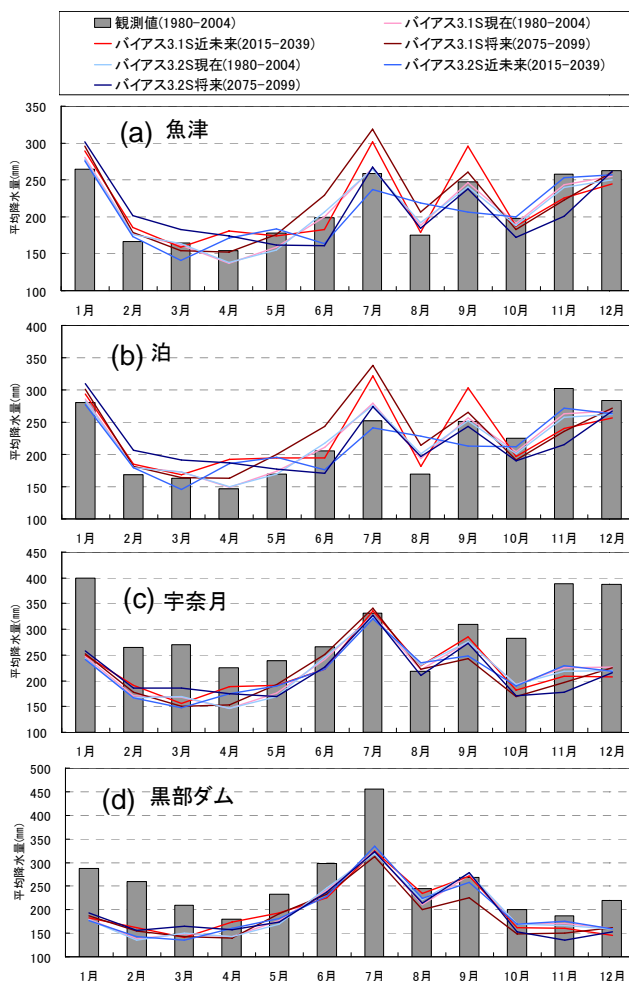 観測値(1980-2004) バイアス3.1S現在(1980-2004)
バイアス3.1S近未来(2015-2039) バイアス3.1S将来(2075-2099)
バイアス3.2S現在(1980-2004) バイアス3.2S近未来(2015-2039)
バイアス3.2S将来(2075-2099)
平均降水量(mm)
350
300
250
200
150
100
(a) 魚津
1月 2月 3月 4月 5月 6月 7月 8月 9月 10月 11月 12月
平均降水量(mm)
400
350
300
250
200
150
100
(b) 泊
1月 2月 3月 4月 5月 6月 7月 8月 9月 10月 11月 12月
平均降水量(mm)
450
400
350
300
250
200
150
100
(c) 宇奈月
1月 2月 3月 4月 5月 6月 7月 8月 9月 10月 11月 12月
平均降水量(mm)
500
450
400
350
300
250
200
150
100
(d) 黒部ダム
1月 2月 3月 4月 5月 6月 7月 8月 9月 10月 11月 12月